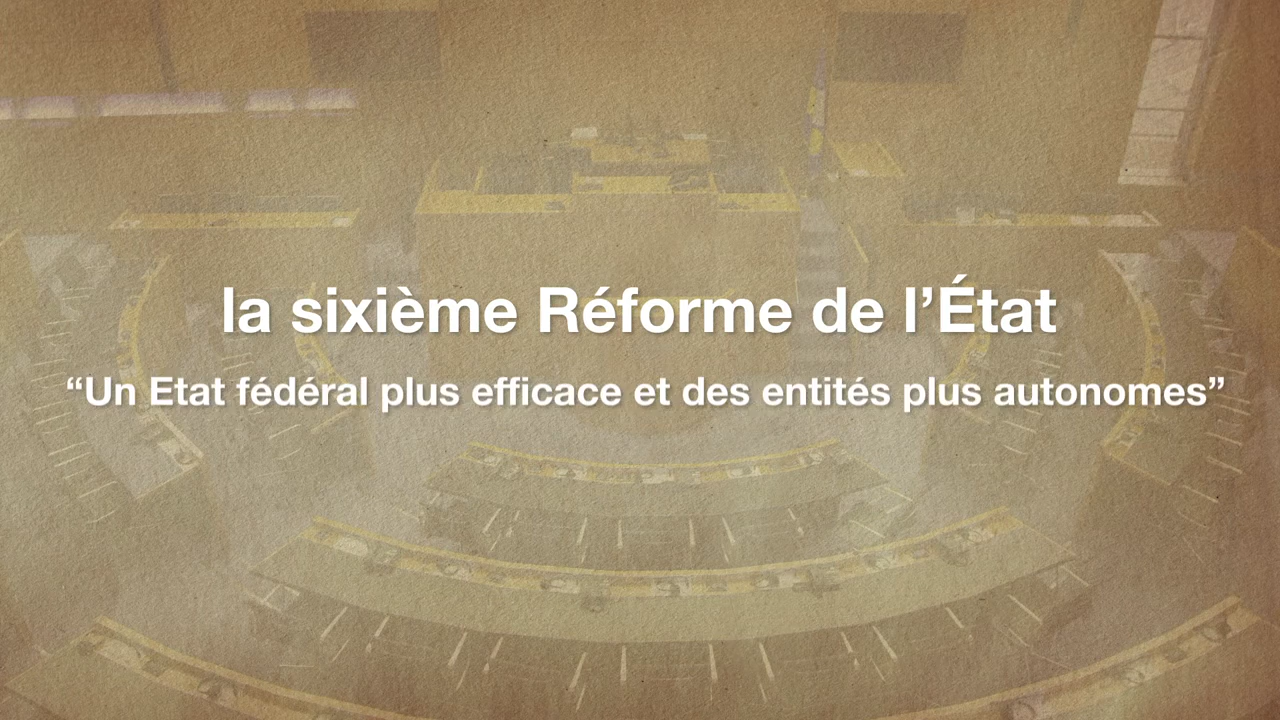 la sixième Réforme de l’État
“Un Etat fédéral plus efficace et des entités plus autonomes”